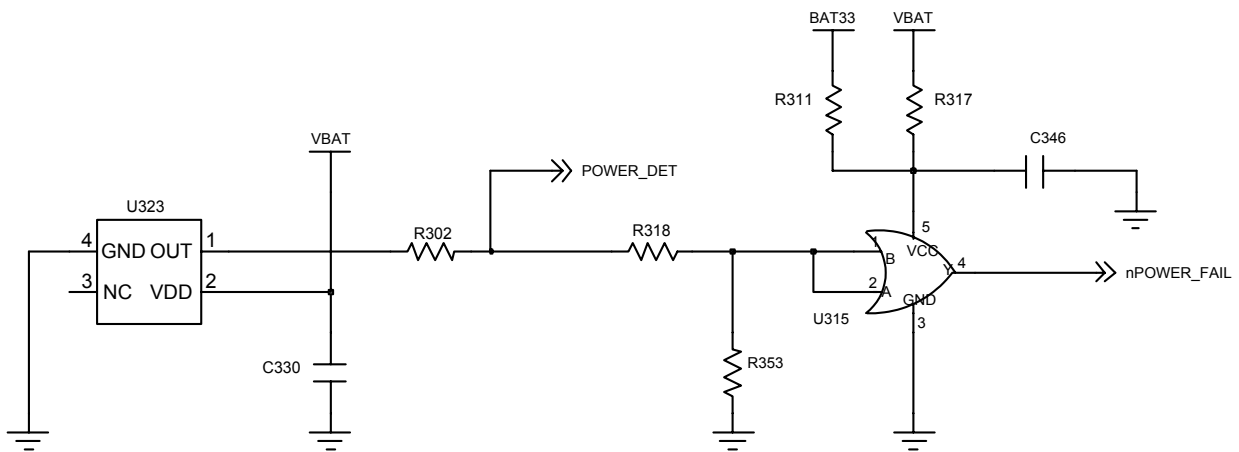 BAT33 VBAT
R311 R317
C346
VBAT
POWER_DET
U323
R302 R318
4 GND OUT 1
3 NC VDD 2
5
VCC
1 B
2 A
Y 4
nPOWER_FAIL
GND
3
U315
C330
R353